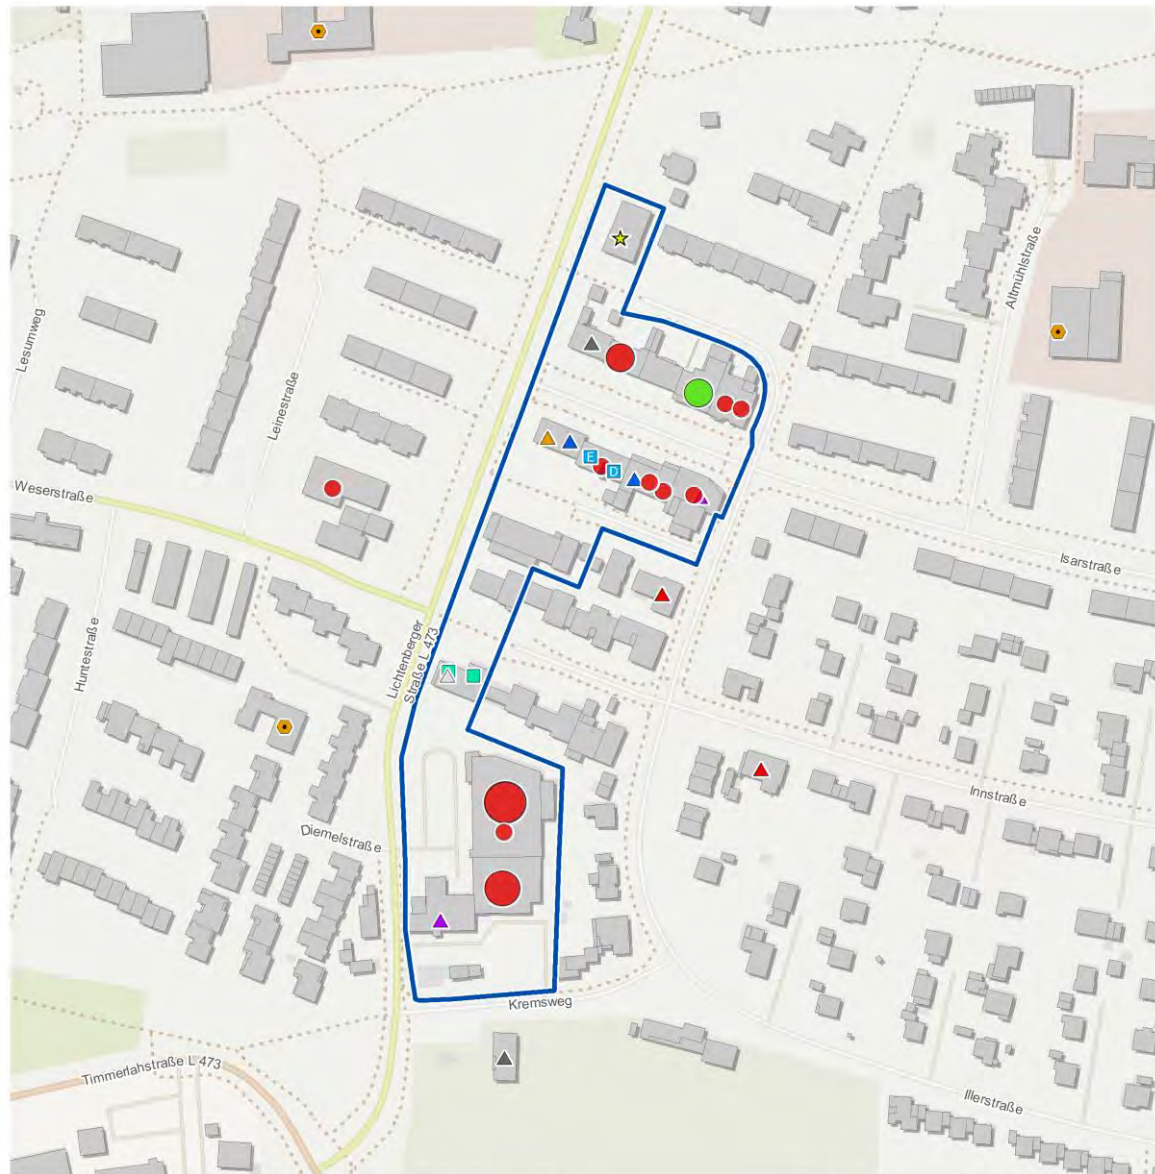 Altmühlstraße
Lesumweg
Leinestraße
Weserstraße
E
D
Isarstraße
Huntestraße
Lichtenberger
Straße L 473
Innstraße
Diemelstraße
Kremsweg
Timmerlahstraße L 473
Illerstraße